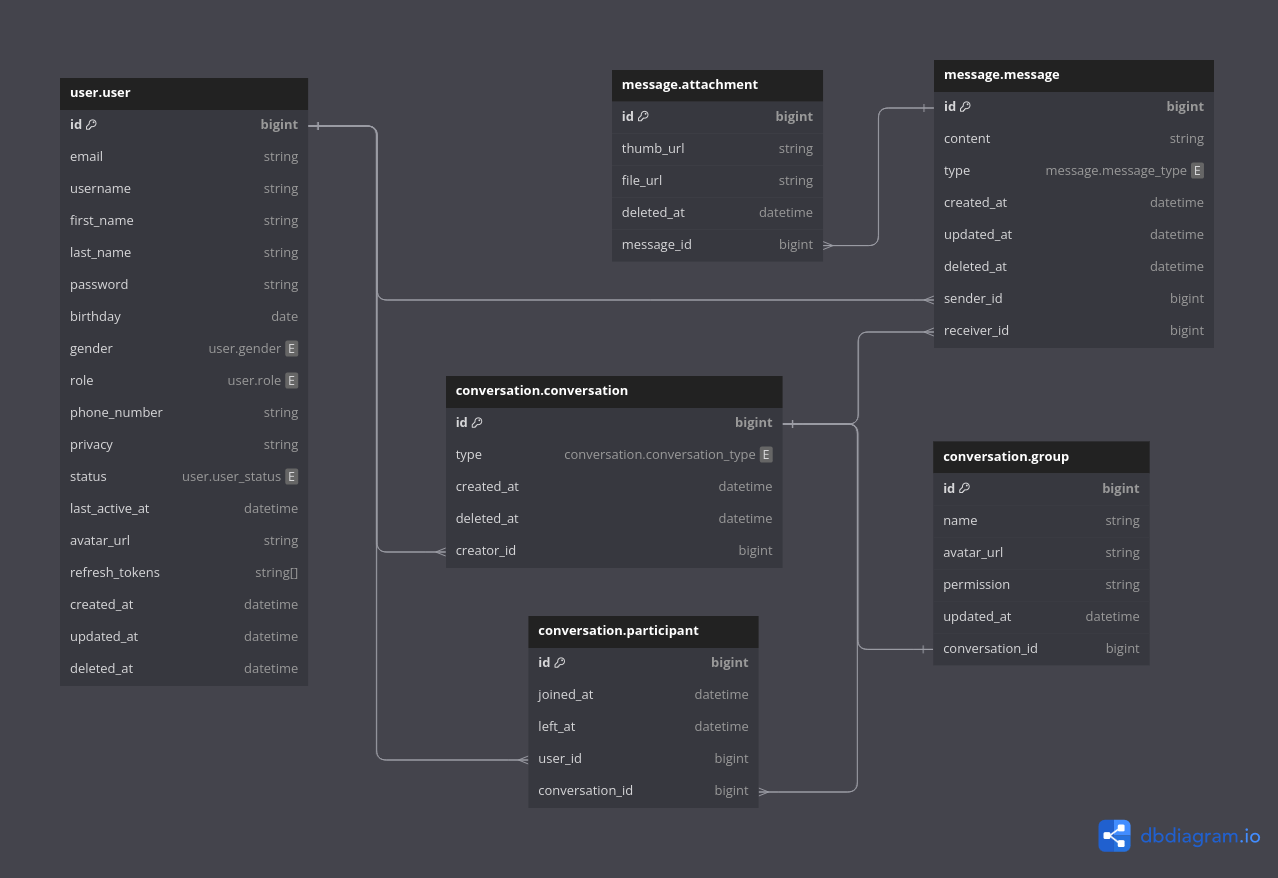 user.user
id bigint
email string
username string
first_name string
last_name string
password string
birthday date
gender user.gender E
role user.role E
phone_number string
privacy string
status user.user_status E
last_active_at datetime
avatar_url string
refresh_tokens string[]
created_at datetime
updated_at datetime
deleted_at datetime
message.attachment
id bigint
thumb_url string
file_url string
deleted_at datetime
message_id bigint
message.message
id bigint
content string
type message.message_type E
created_at datetime
updated_at datetime
deleted_at datetime
sender_id bigint
receiver_id bigint
conversation.conversation
id bigint
type conversation.conversation_type E
created_at datetime
deleted_at datetime
creator_id bigint
conversation.group
id bigint
name string
avatar_url string
permission string
updated_at datetime
conversation_id bigint
conversation.participant
id bigint
joined_at datetime
left_at datetime
user_id bigint
conversation_id bigint
dbdiagram.io